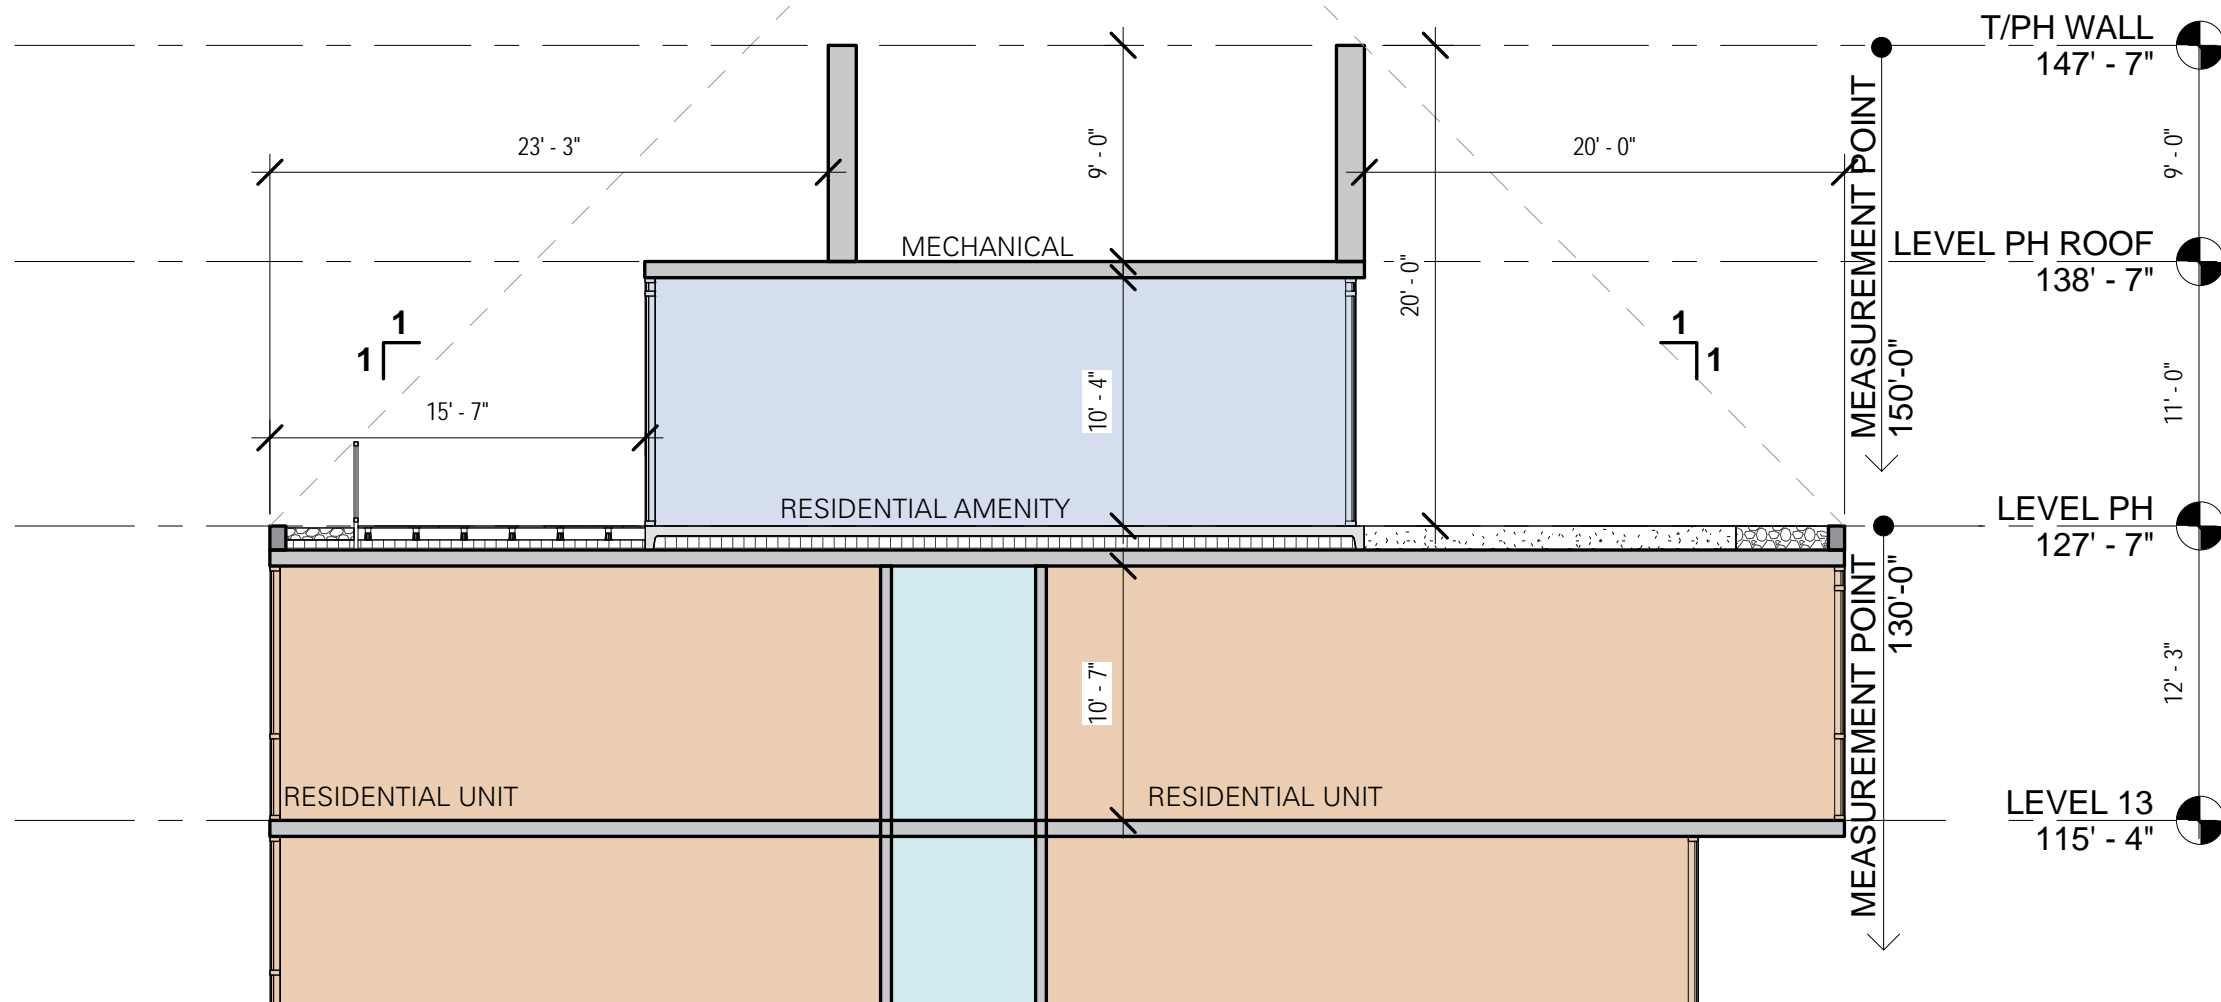 T/PH WALL
147' - 7"
23' - 3"
9' - 0"
20' - 0"
9' - 0"
MEASUREMENT POINT
150'-0"
MECHANICAL
LEVEL PH ROOF
138' - 7"
20' - 0"
1
1
1
1
15' - 7"
10' - 4"
11' - 0"
RESIDENTIAL AMENITY
LEVEL PH
127' - 7"
MEASUREMENT POINT
130'-0"
10' - 7"
12' - 3"
RESIDENTIAL UNIT
RESIDENTIAL UNIT
LEVEL 13
115' - 4"